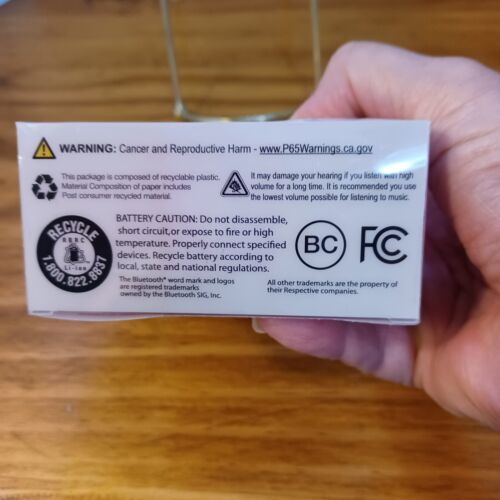 WARNING: Cancer and Reproductive Harm - www.P65Warnings.ca.gov
This package is composed of recyclable plastic.
Material Composition of paper includes
Post consumer recycled material.
It may damage your hearing if you listen with high
volume for a long time. It is recommended you use
the lowest volume possible for listening to music.
RECYCLE
RBRC
Li-ion
1.800.822.8837
BATTERY CAUTION: Do not disassemble,
short circuit,or expose to fire or high
temperature. Properly connect specified
devices. Recycle battery according to
local, state and national regulations.
BC
FC
The Bluetooth® word mark and logos
are registered trademarks
owned by the Bluetooth SIG, Inc.
All other trademarks are the property of
their Respective companies.